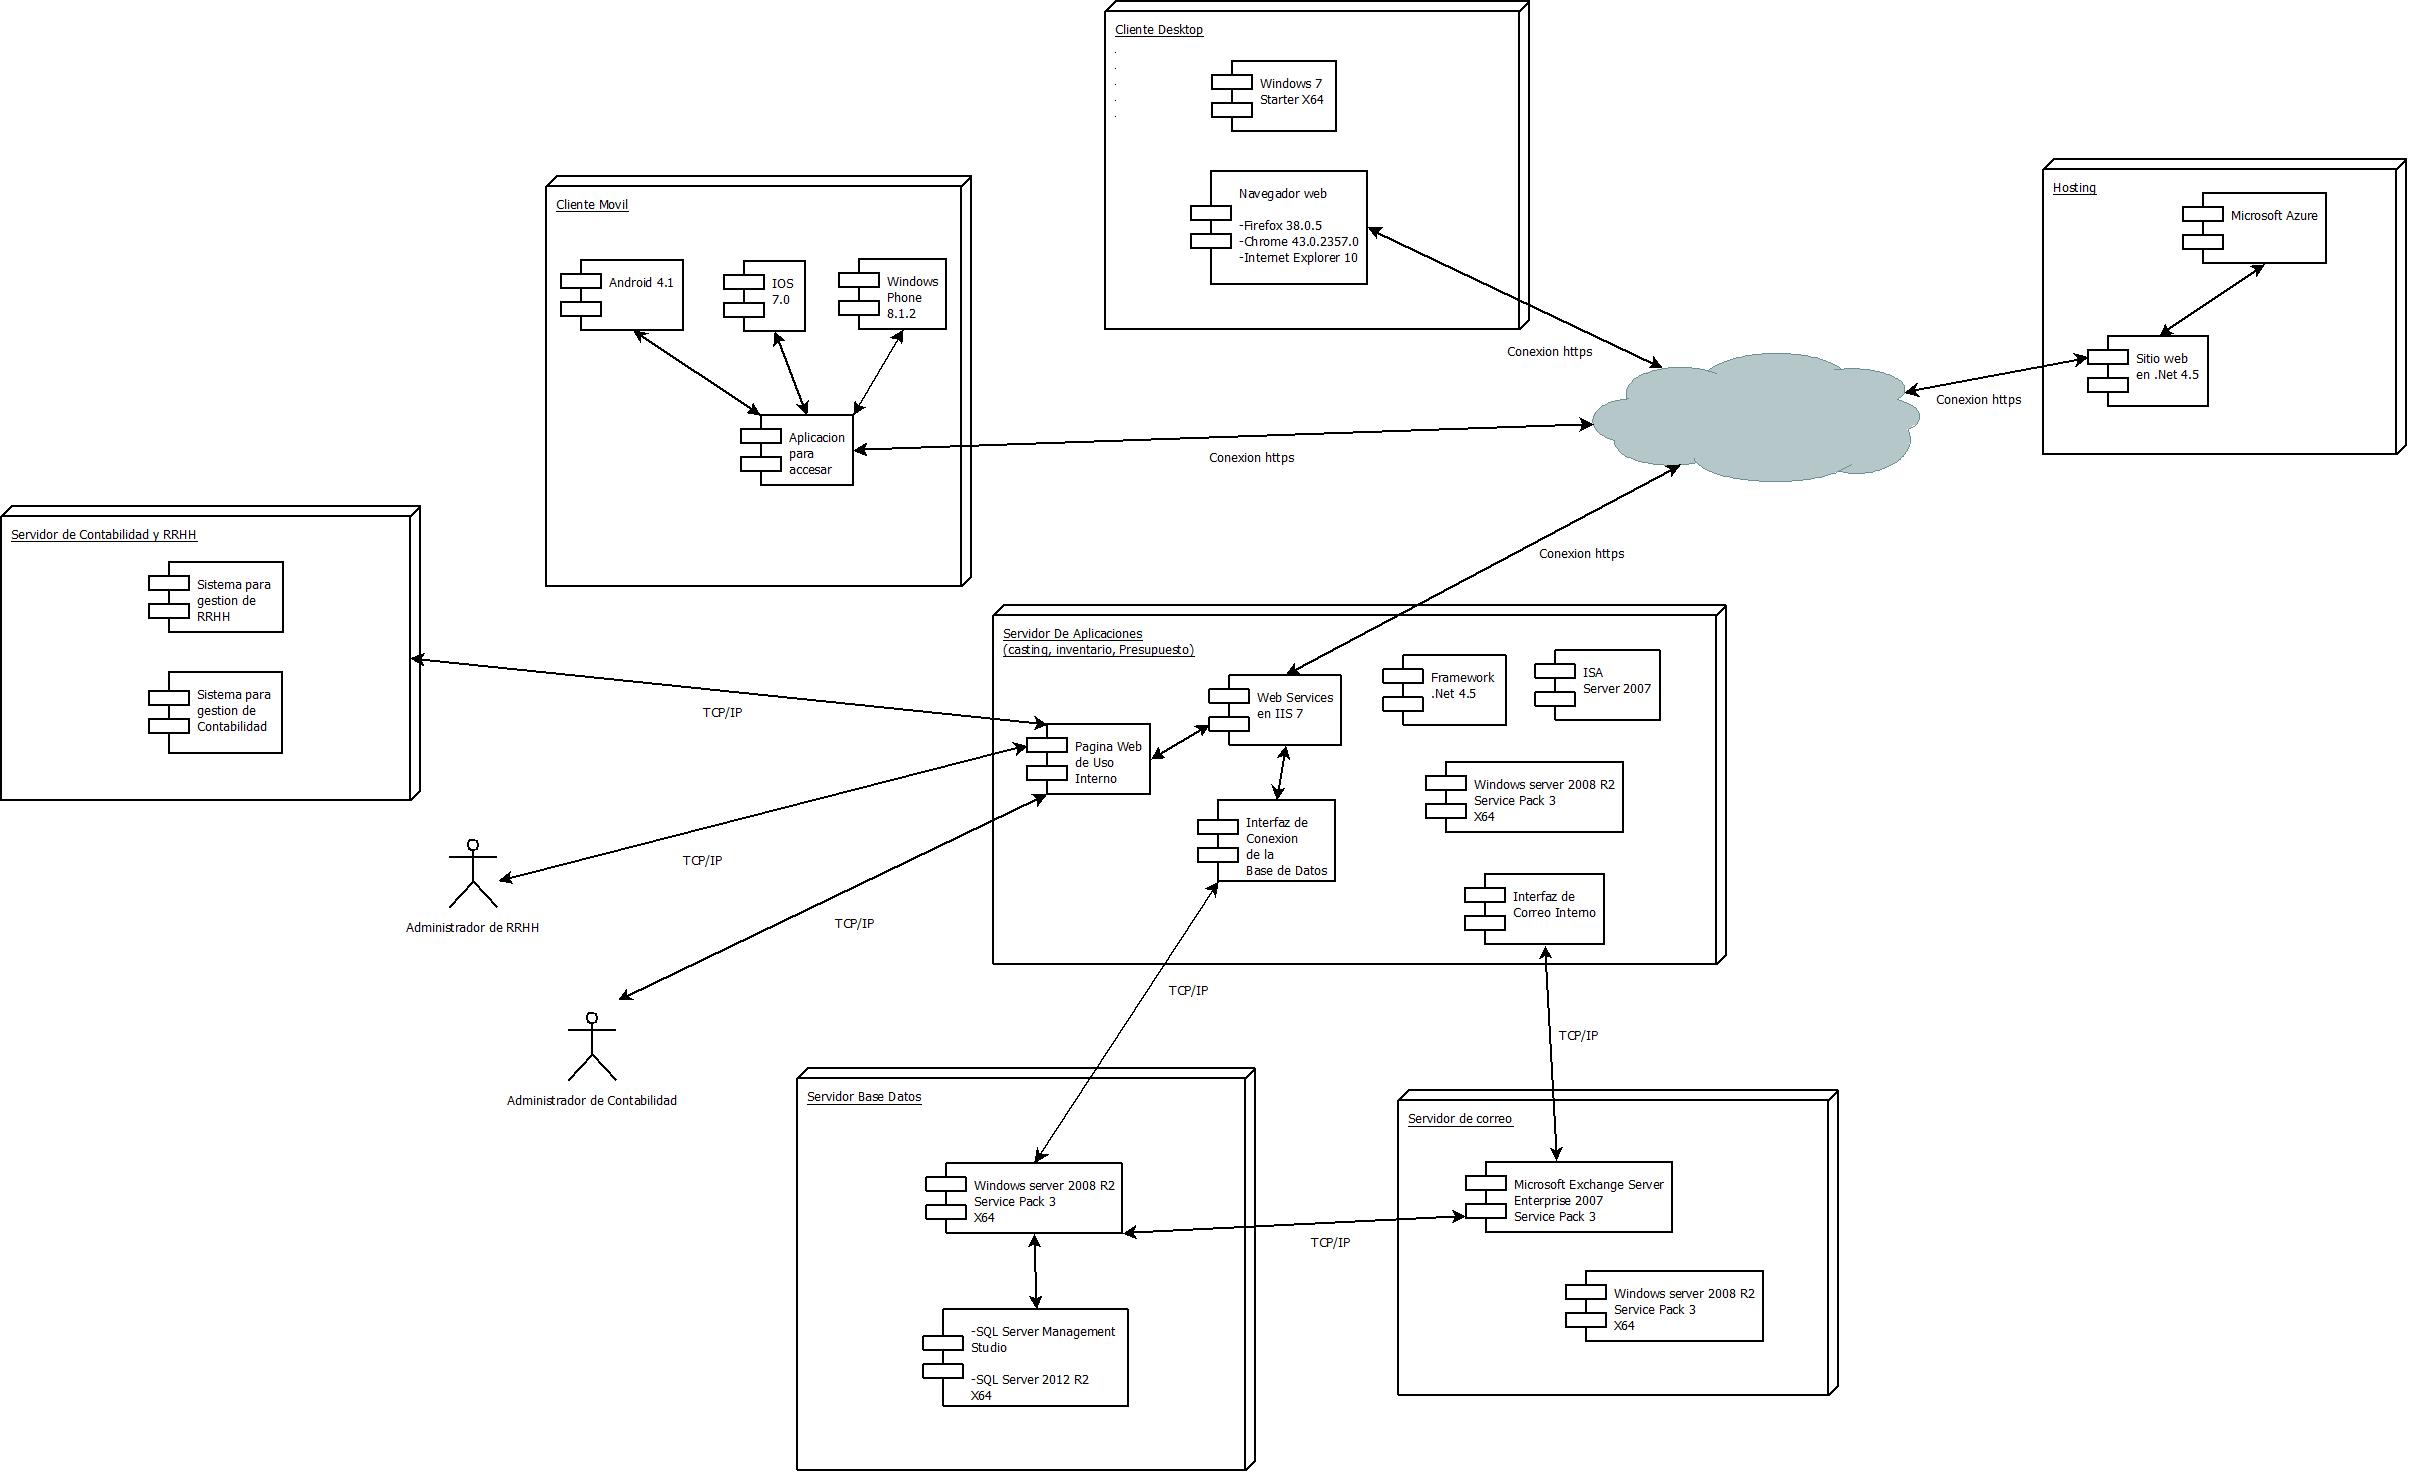 Cliente Desktop
Windows 7
Starter X64
Navegador web
-Firefox 38.0.5
-Chrome 43.0.2357.0
-Internet Explorer 10
Conexion https
Hosting
Microsoft Azure
Sitio web
en .Net 4.5
Conexion https
Cliente Movil
Android 4.1
IOS
7.0
Windows
Phone
8.1.2
Aplicacion
para
accesar
Conexion https
Conexion https
Servidor de Contabilidad y RRHH
Sistema para
gestion de
RRHH
Sistema para
gestion de
Contabilidad
TCP/IP
Servidor De Aplicaciones
(casting, inventario, Presupuesto)
Web Services
en IIS 7
Framework
.Net 4.5
ISA
Server 2007
Pagina Web
de Uso
Interno
Windows server 2008 R2
Service Pack 3
X64
Interfaz de
Conexion
de la
Base de Datos
Interfaz de
Correo Interno
TCP/IP
Administrador de RRHH
TCP/IP
Administrador de Contabilidad
TCP/IP
TCP/IP
Servidor Base Datos
Windows server 2008 R2
Service Pack 3
X64
-SQL Server Management
Studio
-SQL Server 2012 R2
X64
TCP/IP
Servidor de correo
Microsoft Exchange Server
Enterprise 2007
Service Pack 3
Windows server 2008 R2
Service Pack 3
X64